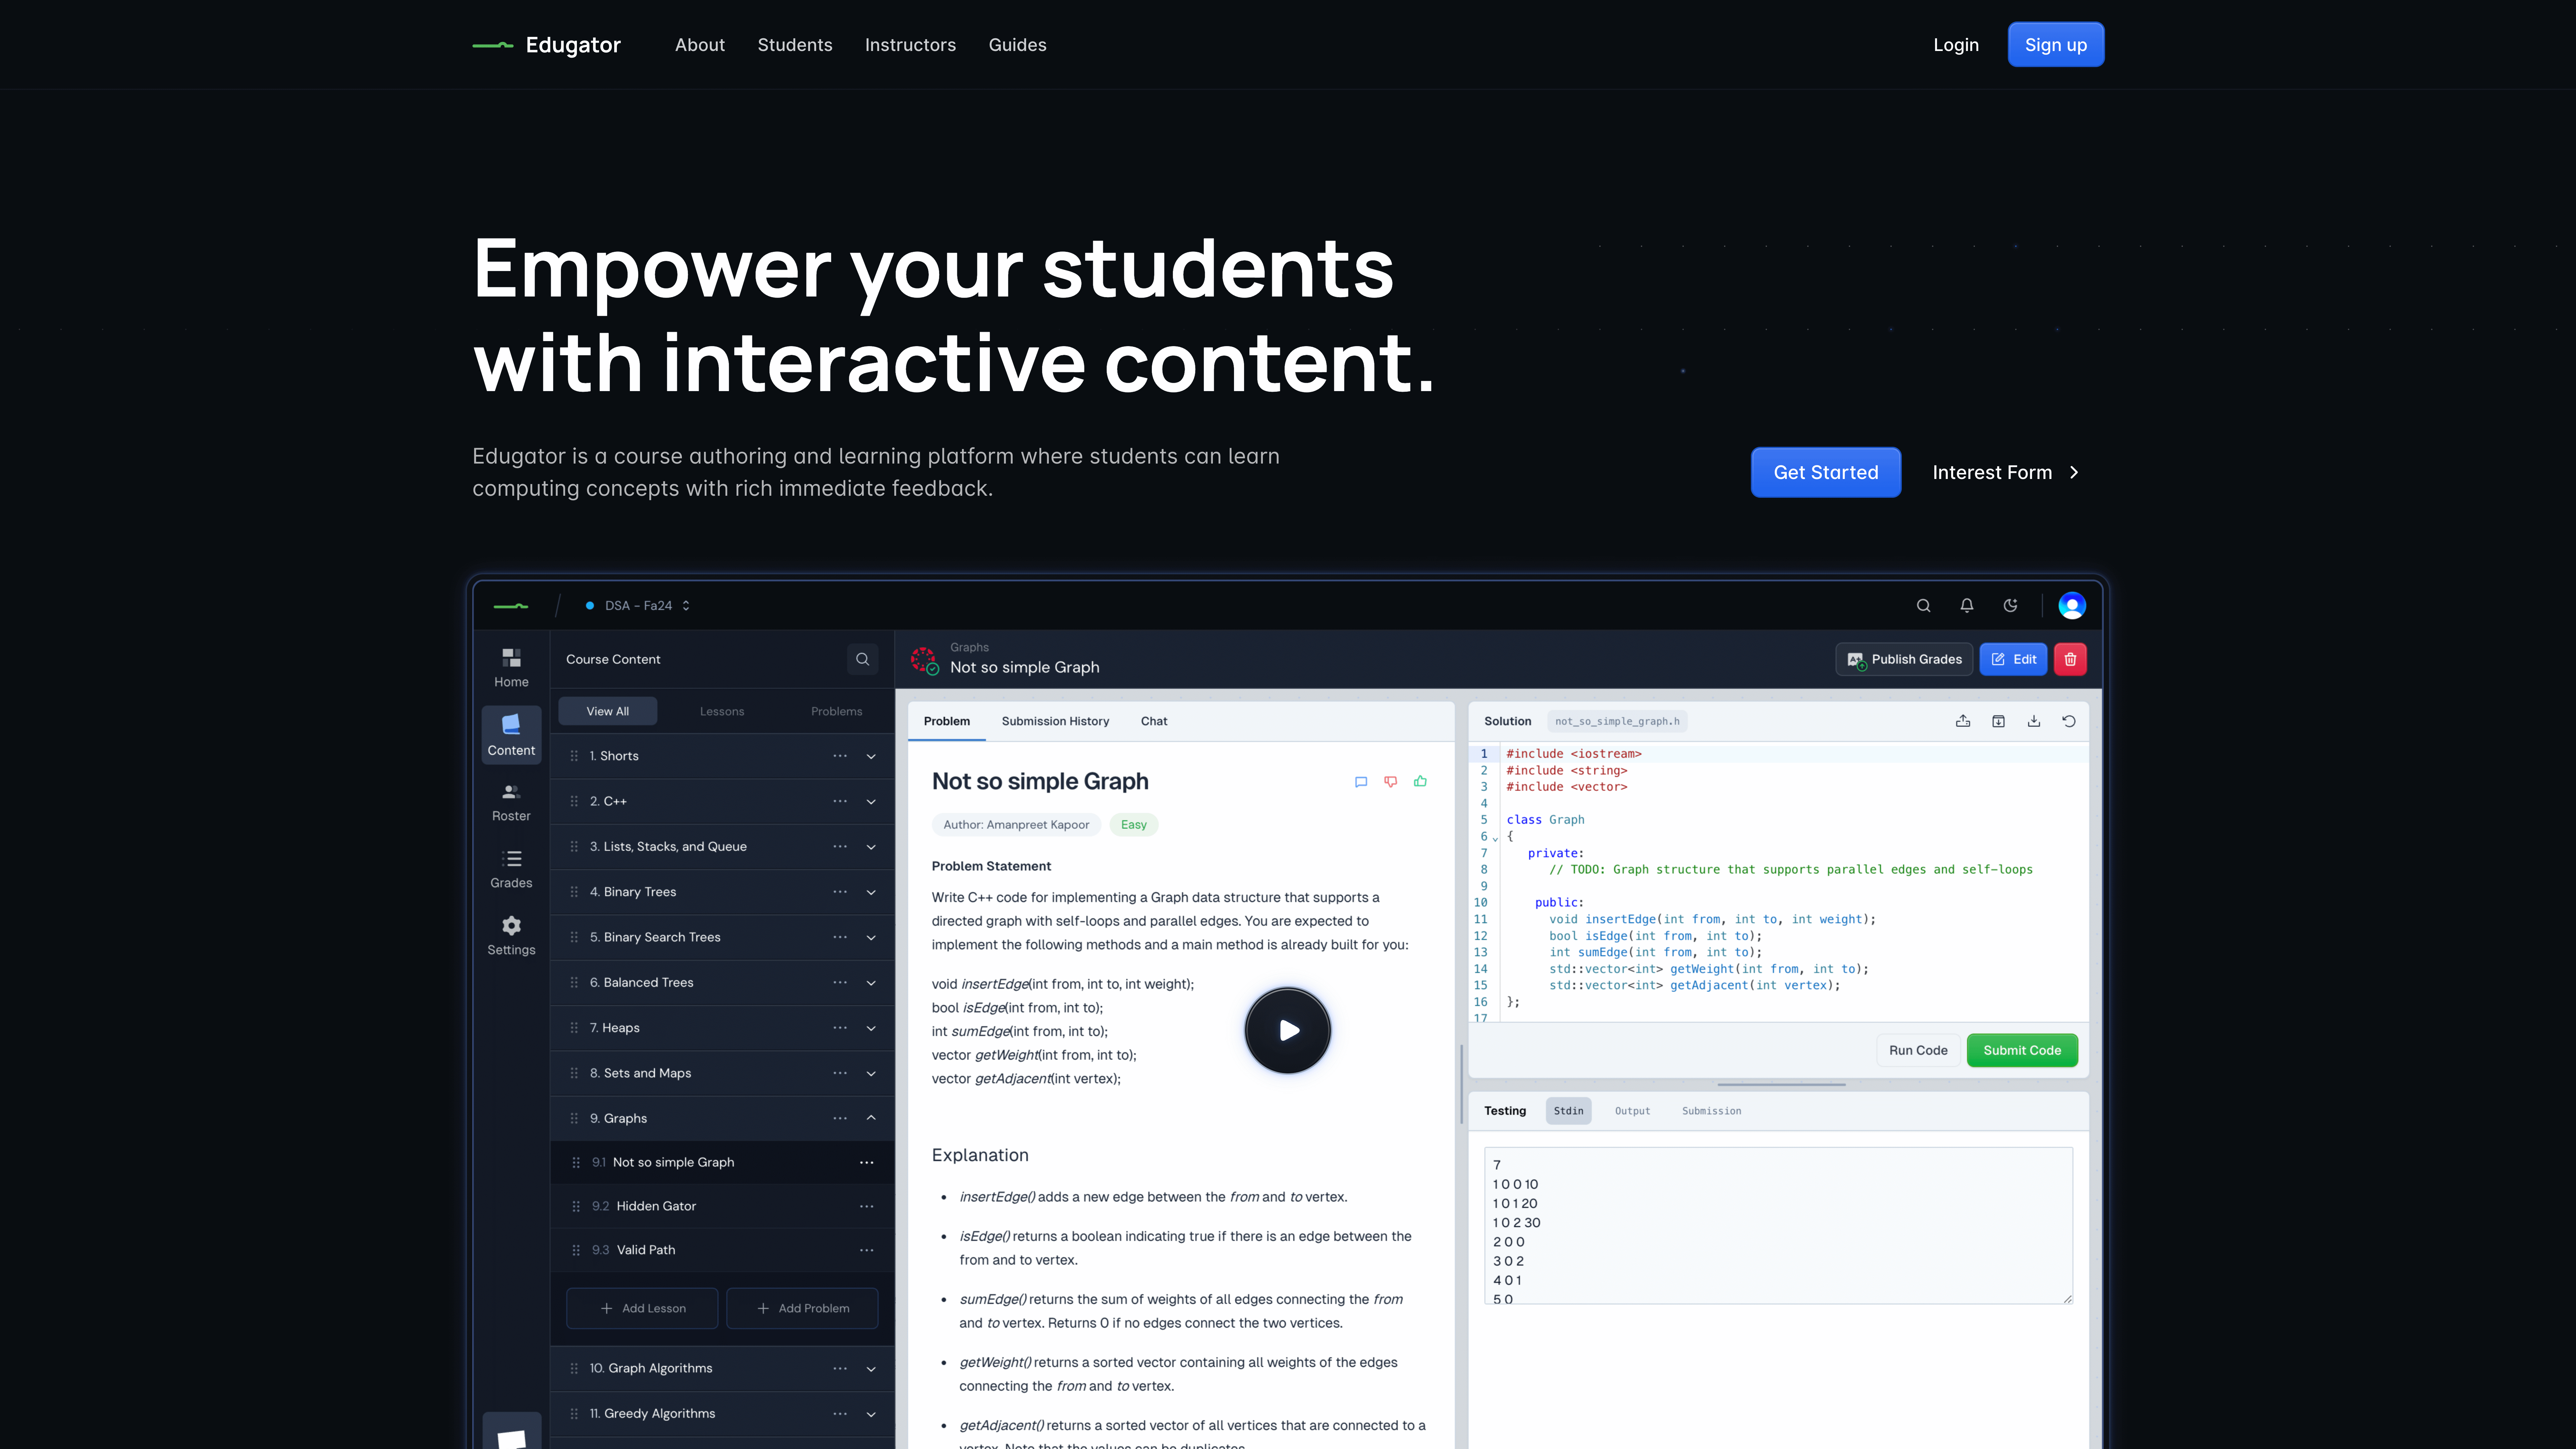 Edugator
About
Students
Instructors
Guides
Login
Sign up
Empower your students
with interactive content.
Edugator is a course authoring and learning platform where students can learn
computing concepts with rich immediate feedback.
Get Started
Interest Form
DSA - Fa24
Home
Content
Roster
Grades
Settings
Course Content
View All
Lessons
Problems
1. Shorts
2. C++
3. Lists, Stacks, and Queue
4. Binary Trees
5. Binary Search Trees
6. Balanced Trees
7. Heaps
8. Sets and Maps
9. Graphs
9.1 Not so simple Graph
9.2 Hidden Gator
9.3 Valid Path
Add Lesson
Add Problem
10. Graph Algorithms
11. Greedy Algorithms
Graphs
Not so simple Graph
Publish Grades
Edit
Problem
Submission History
Chat
Not so simple Graph
Author: Amanpreet Kapoor
Easy
Problem Statement
Write C++ code for implementing a Graph data structure that supports a
directed graph with self-loops and parallel edges. You are expected to
implement the following methods and a main method is already built for you:
void insertEdge(int from, int to, int weight);
bool isEdge(int from, int to);
int sumEdge(int from, int to);
vector getWeight(int from, int to);
vector getAdjacent(int vertex);
Explanation
• insertEdge() adds a new edge between the from and to vertex.
• isEdge() returns a boolean indicating true if there is an edge between the
from and to vertex.
• sumEdge() returns the sum of weights of all edges connecting the from
and to vertex. Returns 0 if no edges connect the two vertices.
• getWeight() returns a sorted vector containing all weights of the edges
connecting the from and to vertex.
• getAdjacent() returns a sorted vector of all vertices that are connected to a
vertex. Note that the values can be duplicates.
Solution
not_so_simple_graph.h
1 #include <iostream>
2 #include <string>
3 #include <vector>
4
5 class Graph
6 {
7 private:
8 // TODO: Graph structure that supports parallel edges and self-loops
9
10 public:
11 void insertEdge(int from, int to, int weight);
12 bool isEdge(int from, int to);
13 int sumEdge(int from, int to);
14 std::vector<int> getWeight(int from, int to);
15 std::vector<int> getAdjacent(int vertex);
16 };
17
Run Code
Submit Code
Testing
Stdin
Output
Submission
7
1 0 0 10
1 0 1 20
1 0 2 30
2 0 0
3 0 2
4 0 1
5 0